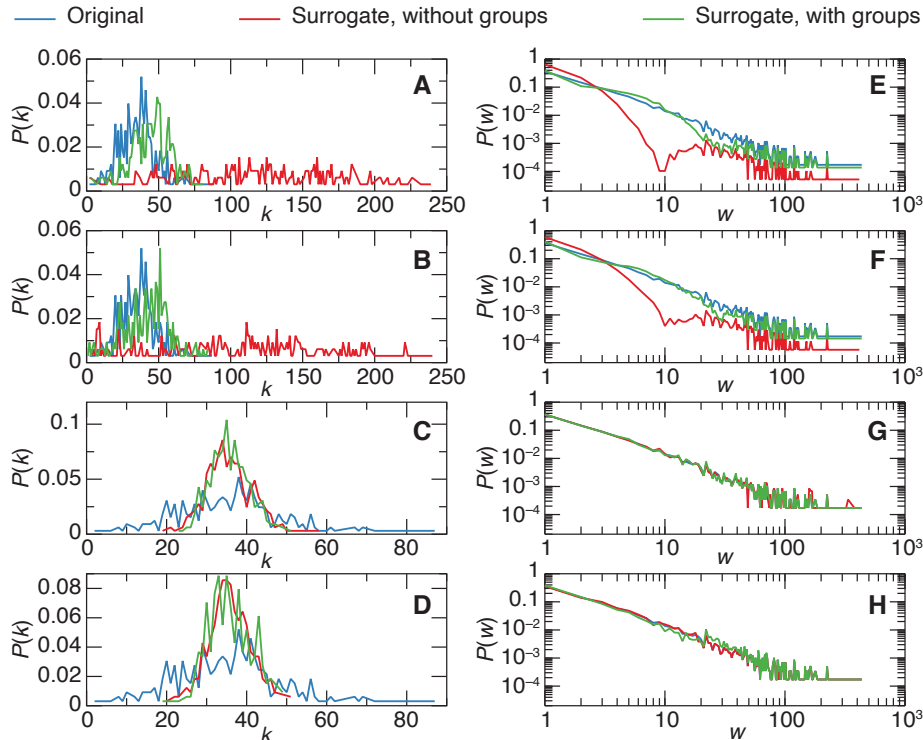 Original Surrogate, without groups Surrogate, with groups
0.06
0.04
0.02
0
P(k)
A
0 50 100 150 200 250
k
1
0.1
10⁻²
10⁻³
10⁻⁴
P(w)
E
1 10 100 10³
w
0.06
0.04
0.02
0
P(k)
B
0 50 100 150 200 250
k
1
0.1
10⁻²
10⁻³
10⁻⁴
P(w)
F
1 10 100 10³
w
0.1
0.05
0
P(k)
C
0 20 40 60 80
k
1
0.1
10⁻²
10⁻³
10⁻⁴
P(w)
G
1 10 100 10³
w
0.08
0.06
0.04
0.02
0
P(k)
D
0 20 40 60 80
k
1
0.1
10⁻²
10⁻³
10⁻⁴
P(w)
H
1 10 100 10³
w